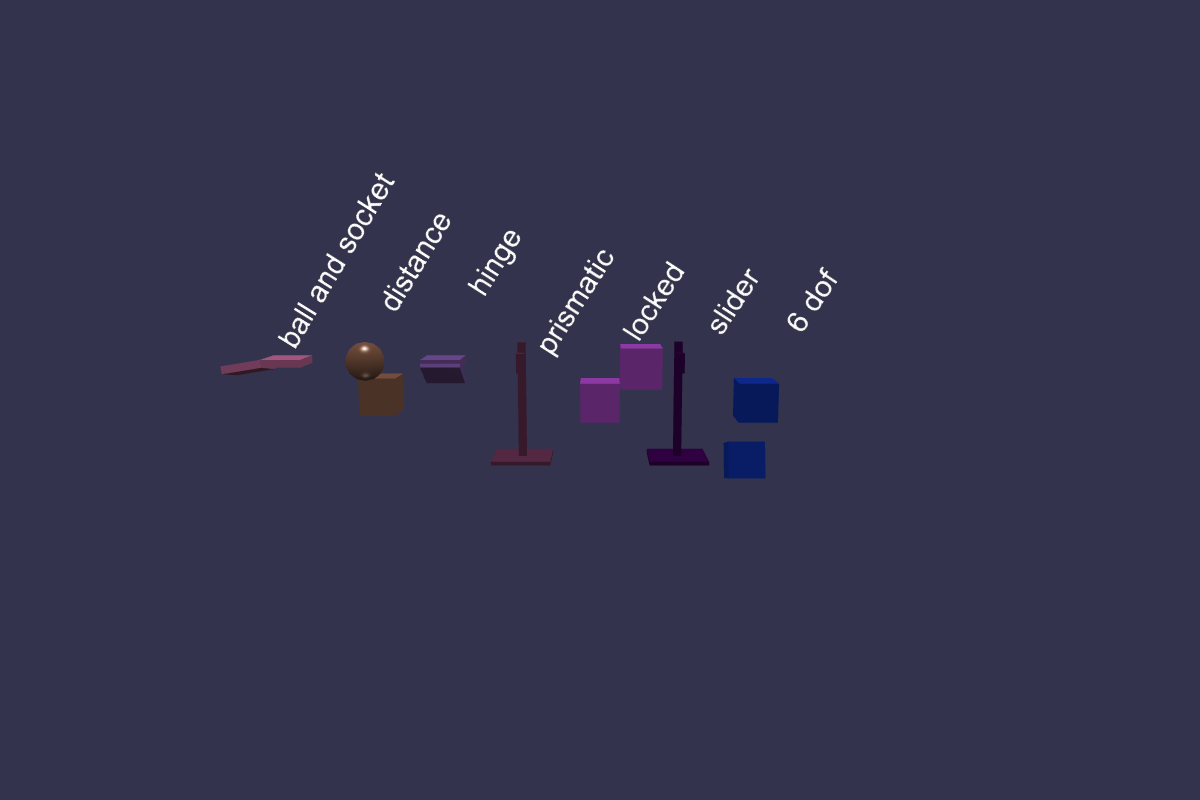 ball and socket
distance
hinge
prismatic
locked
slider
6 dof